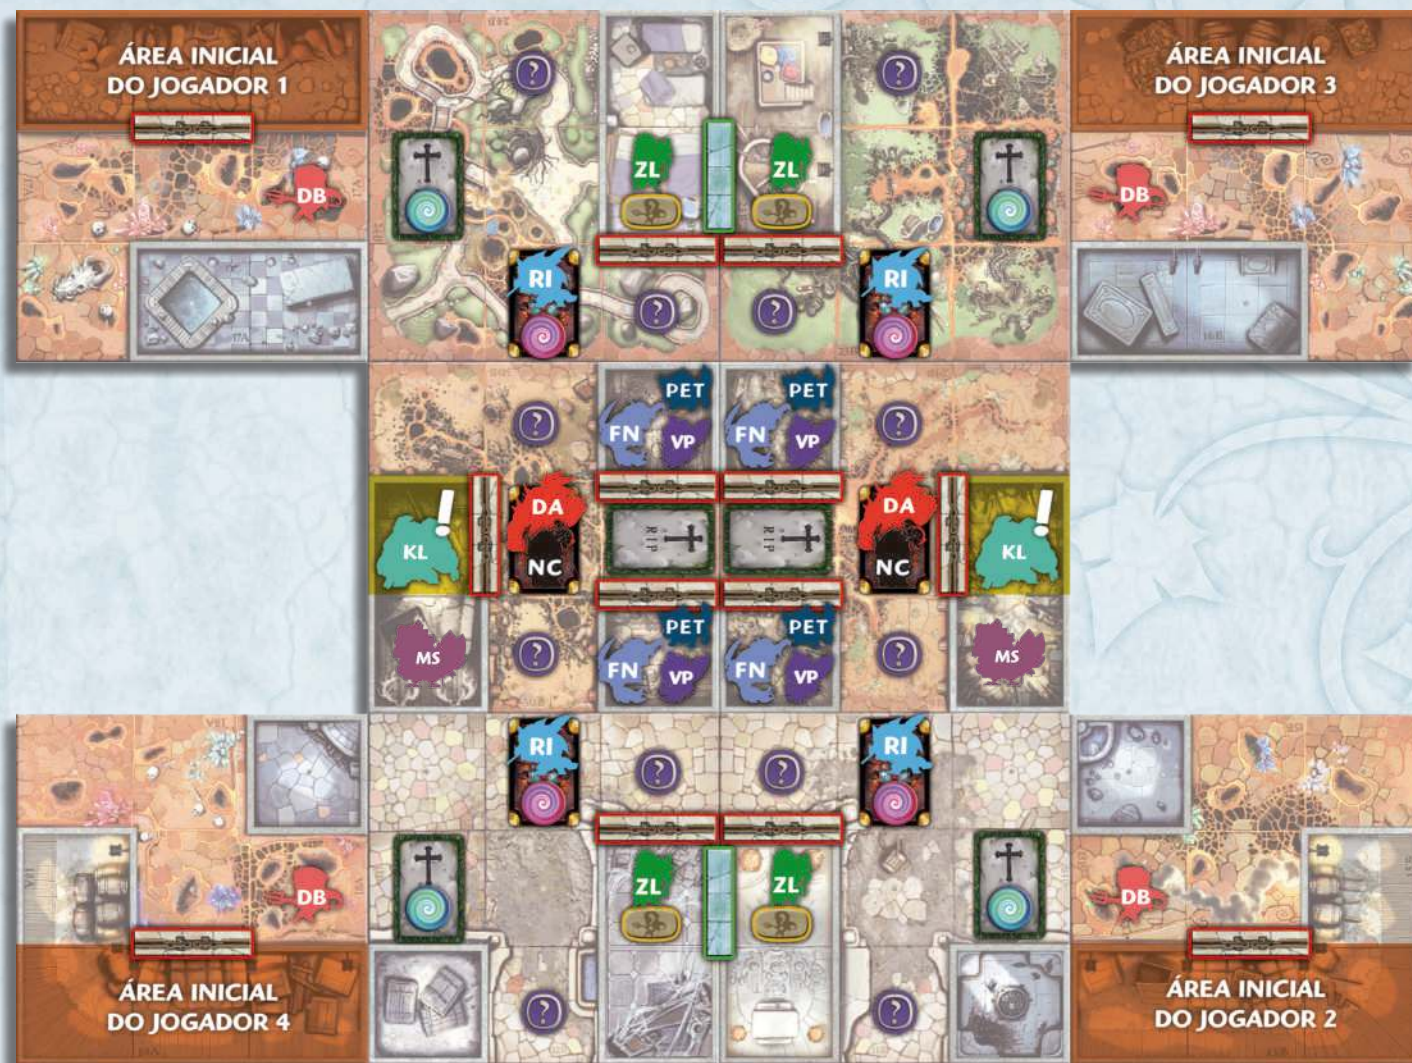 ÁREA INICIAL
DO JOGADOR 1
ÁREA INICIAL
DO JOGADOR 3
? ?
ZL ZL
DB DB
RI RI
? ?
17A 16B
PET PET
? FN VP FN VP ?
DA DA
! !
KL NC RIP RIP NC KL
PET PET
MS ? FN VP FN VP ? MS
RI RI
? ?
ZL ZL
DB DB
? ?
ÁREA INICIAL
DO JOGADOR 4
ÁREA INICIAL
DO JOGADOR 2